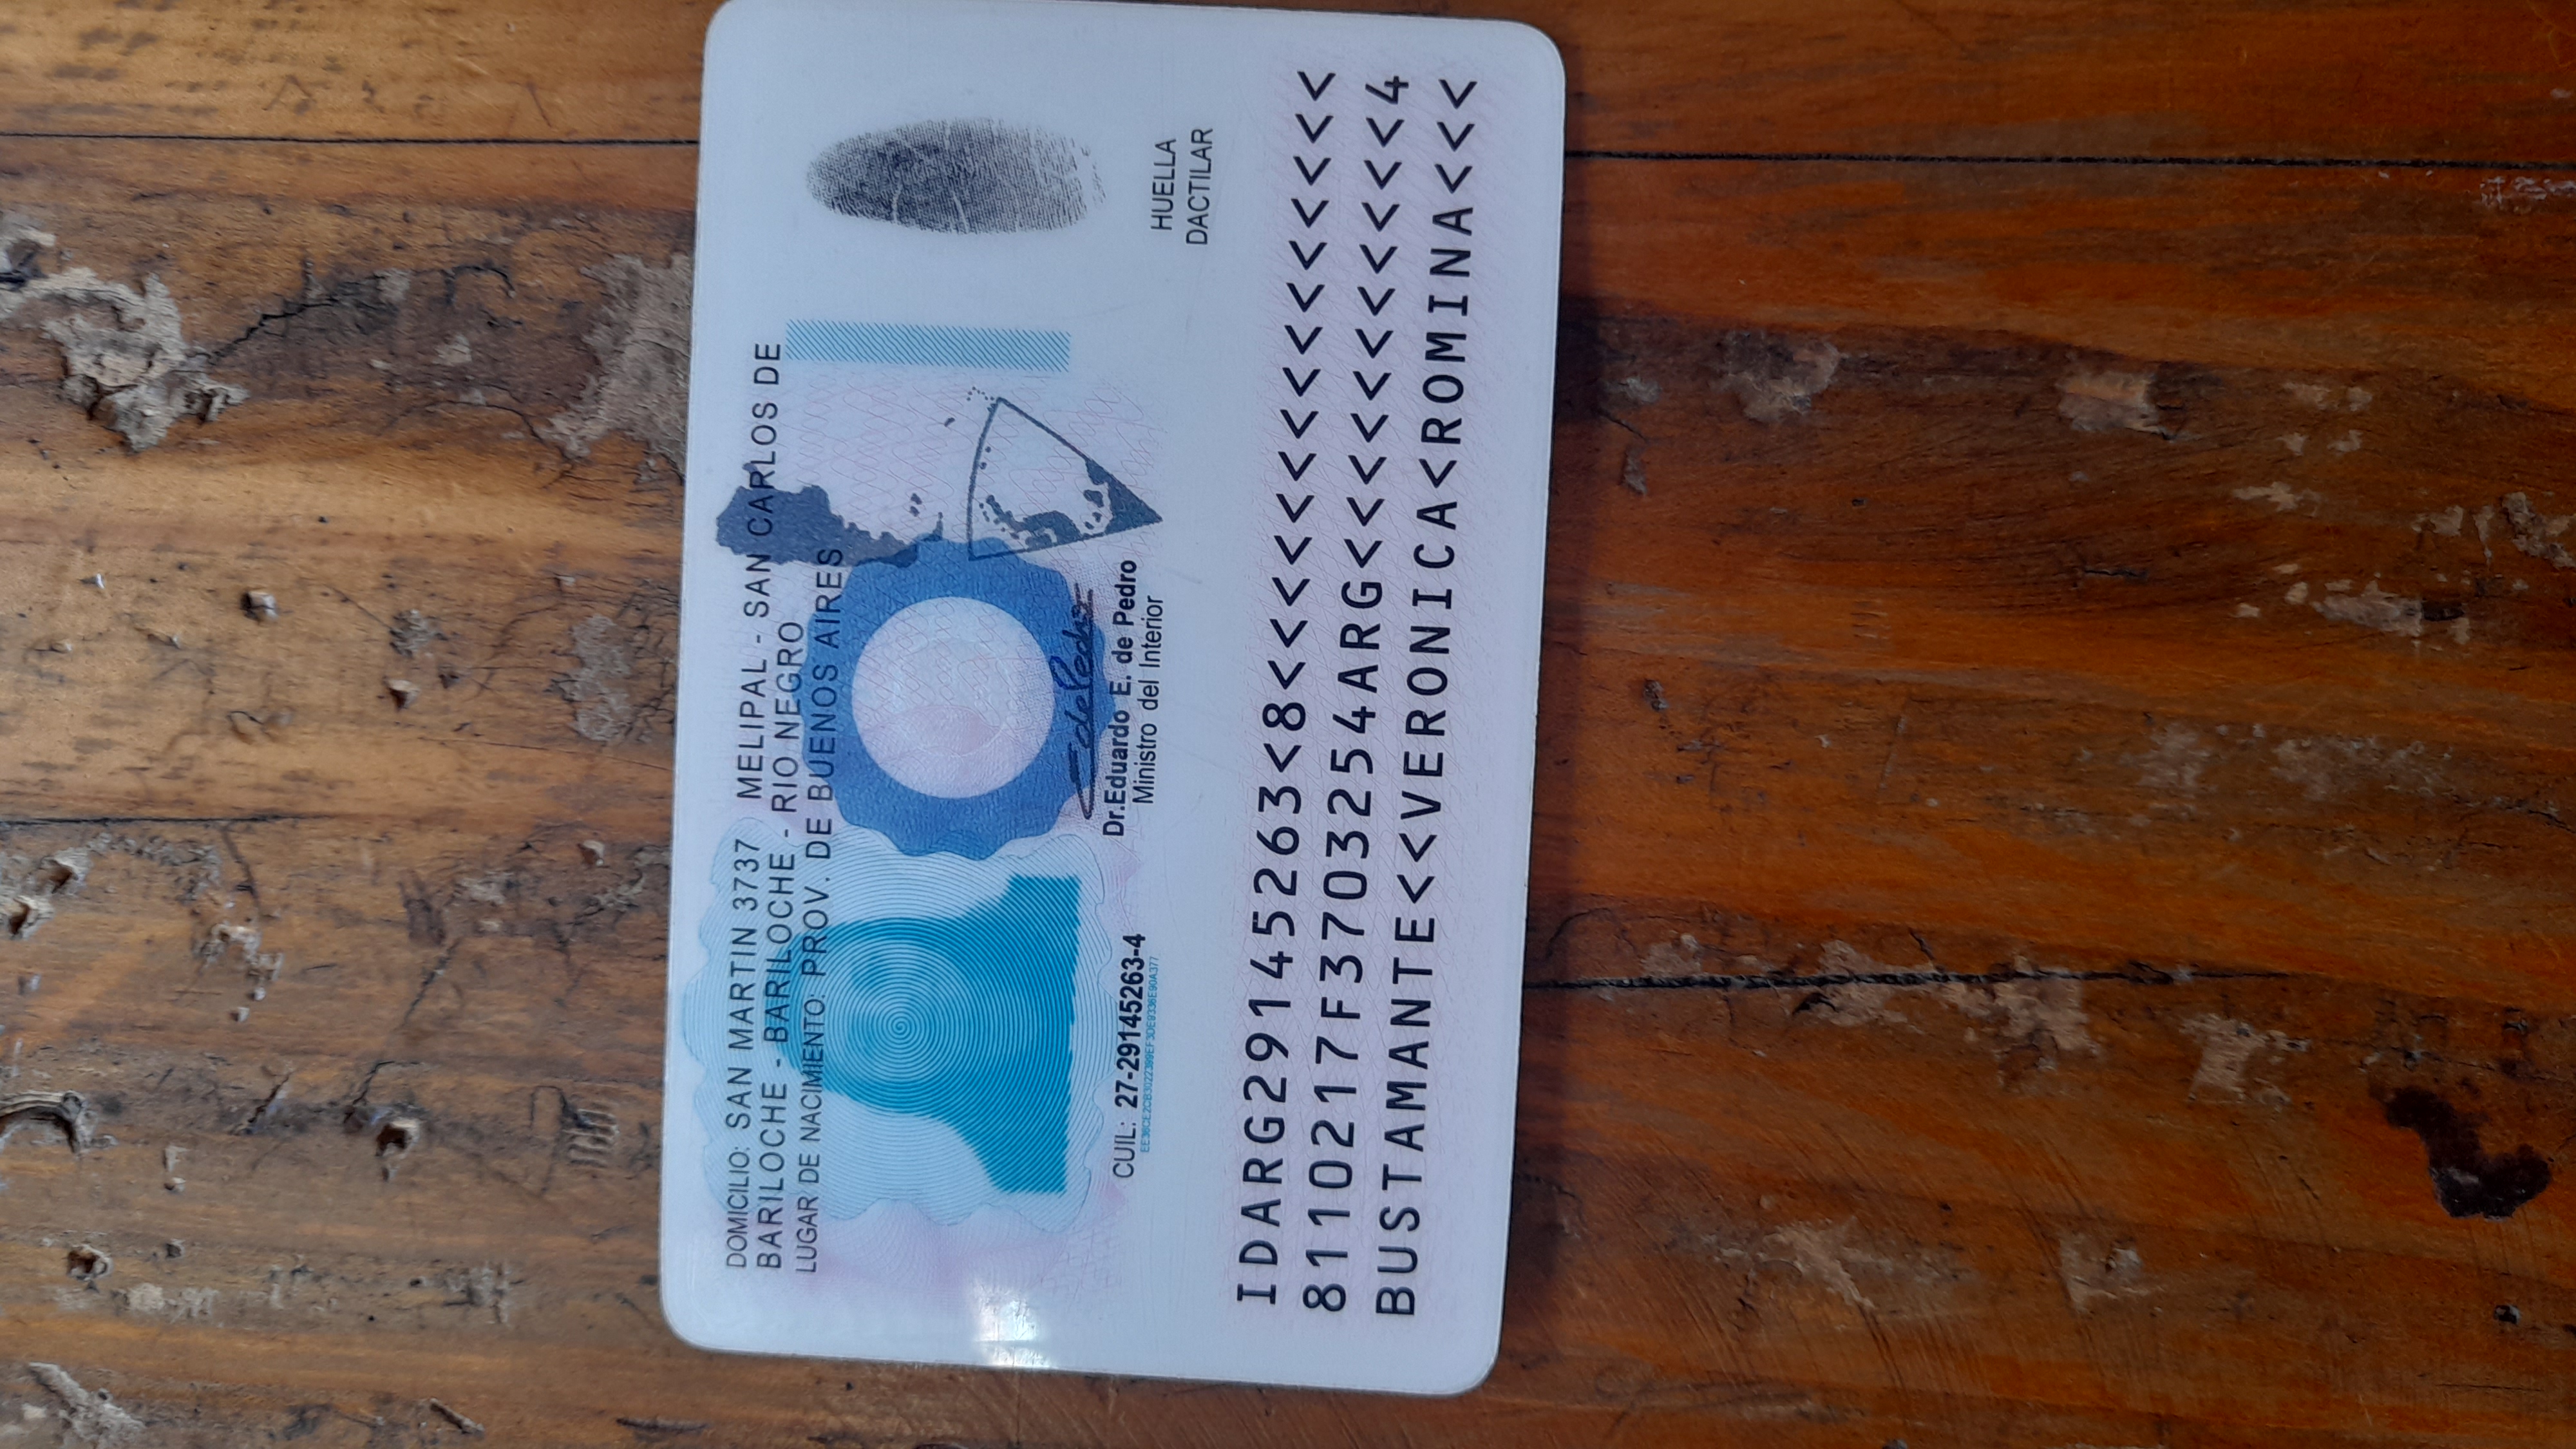 DOMICILIO: SAN MARTIN 3737 MELIPAL - SAN CARLOS DE
BARILOCHE - BARILOCHE - RIO NEGRO
LUGAR DE NACIMIENTO: PROV. DE BUENOS AIRES
CUIL: 27-29145263-4
Dr.Eduardo E. de Pedro
Ministro del Interior
HUELLA
DACTILAR
IDARG29145263<8<<<<<<<<<<<<<<<
8110217F3703254ARG<<<<<<<<<<<4
BUSTAMANTE<<VERONICA<ROMINA<<<